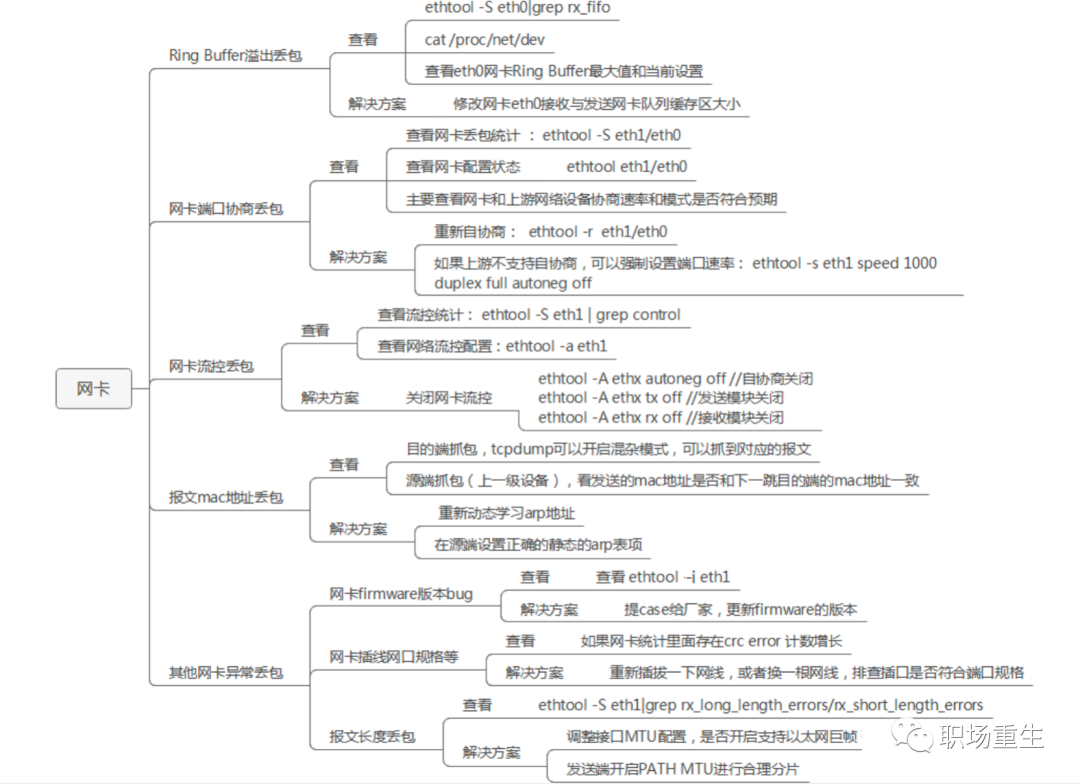 ethtool -S eth0|grep rx_fifo
查看
cat /proc/net/dev
Ring Buffer溢出丢包
查看eth0网卡Ring Buffer最大值和当前设置
解决方案
修改网卡eth0接收与发送网卡队列缓存区大小
查看网卡丢包统计 ： ethtool -S eth1/eth0
查看
查看网卡配置状态 ethtool eth1/eth0
主要查看网卡和上游网络设备协商速率和模式是否符合预期
网卡端口协商丢包
重新自协商： ethtool -r eth1/eth0
解决方案
如果上游不支持自协商，可以强制设置端口速率： ethtool -s eth1 speed 1000
duplex full autoneg off
查看流控统计： ethtool -S eth1 | grep control
查看
查看网络流控配置：ethtool -a eth1
网卡流控丢包
网卡
解决方案
关闭网卡流控
ethtool -A ethx autoneg off //自协商关闭
ethtool -A ethx tx off //发送模块关闭
ethtool -A ethx rx off //接收模块关闭
目的端抓包，tcpdump可以开启混杂模式，可以抓到对应的报文
查看
源端抓包（上一级设备），看发送的mac地址是否和下一跳目的端的mac地址一致
报文mac地址丢包
重新动态学习arp地址
解决方案
在源端设置正确的静态的arp表项
网卡firmware版本bug
查看
查看 ethtool -i eth1
解决方案
提case给厂家，更新firmware的版本
网卡插线网口规格等
查看
如果网卡统计里面存在crc error 计数增长
解决方案
重新插拔一下网线，或者换一根网线，排查插口是否符合端口规格
其他网卡异常丢包
查看
ethtool -S eth1|grep rx_long_length_errors/rx_short_length_errors
报文长度丢包
解决方案
调整接口MTU配置，是否开启支持以太网巨帧
发送端开启PATH MTU进行合理分片
职场重生